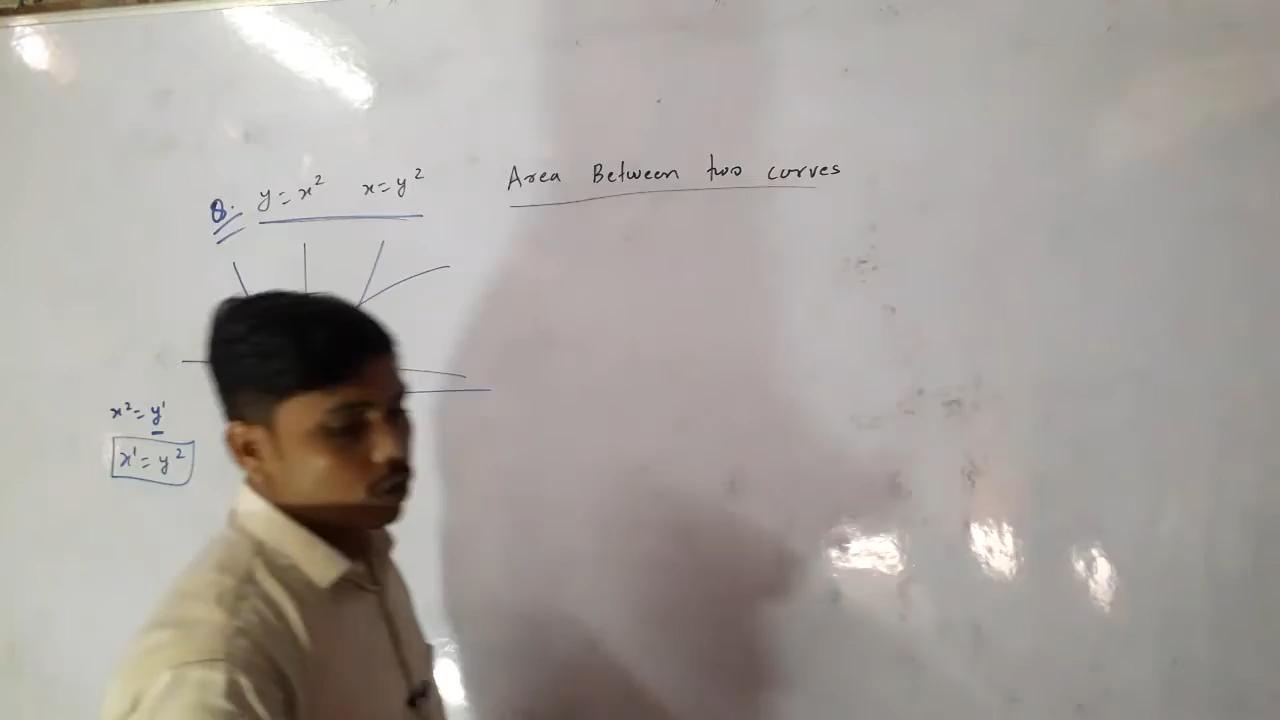 Area Between two curves
Q. y = x² x = y²
x² = y'
x' = y²